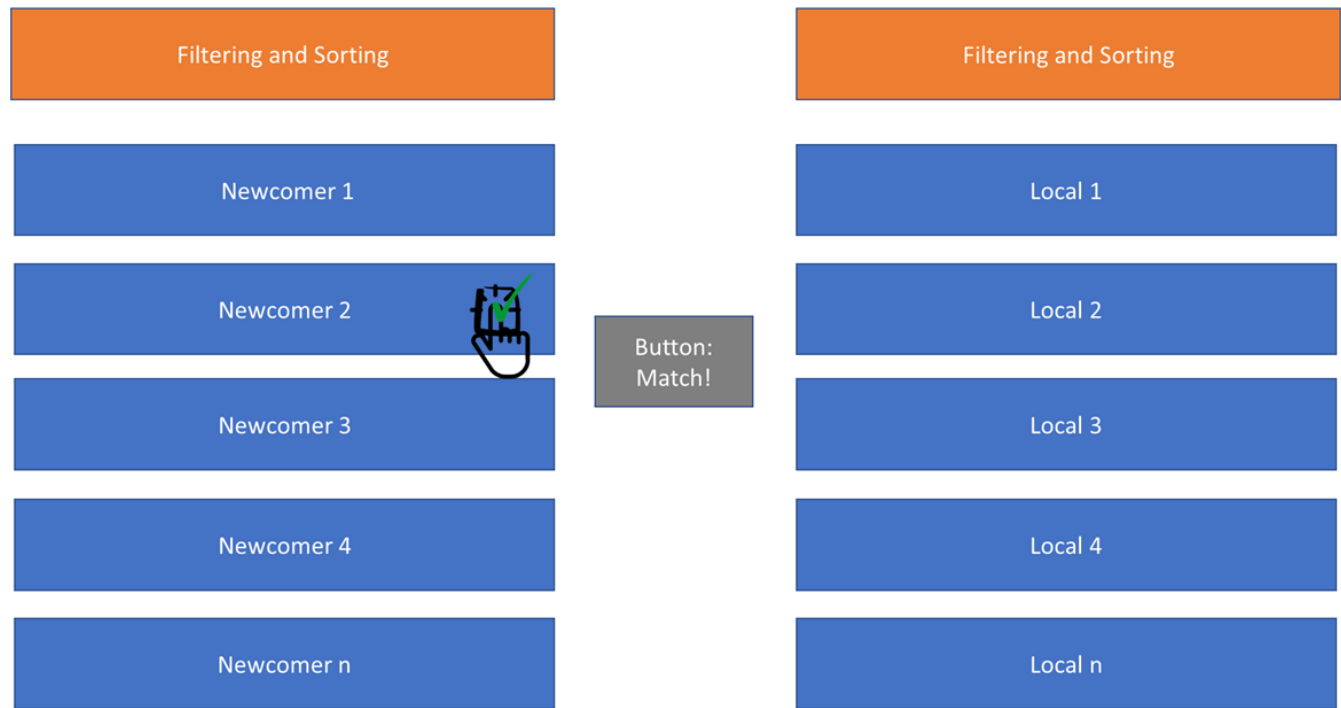 Filtering and Sorting
Newcomer 1
Newcomer 2
Newcomer 3
Newcomer 4
Newcomer n
Button:
Match!
Filtering and Sorting
Local 1
Local 2
Local 3
Local 4
Local n